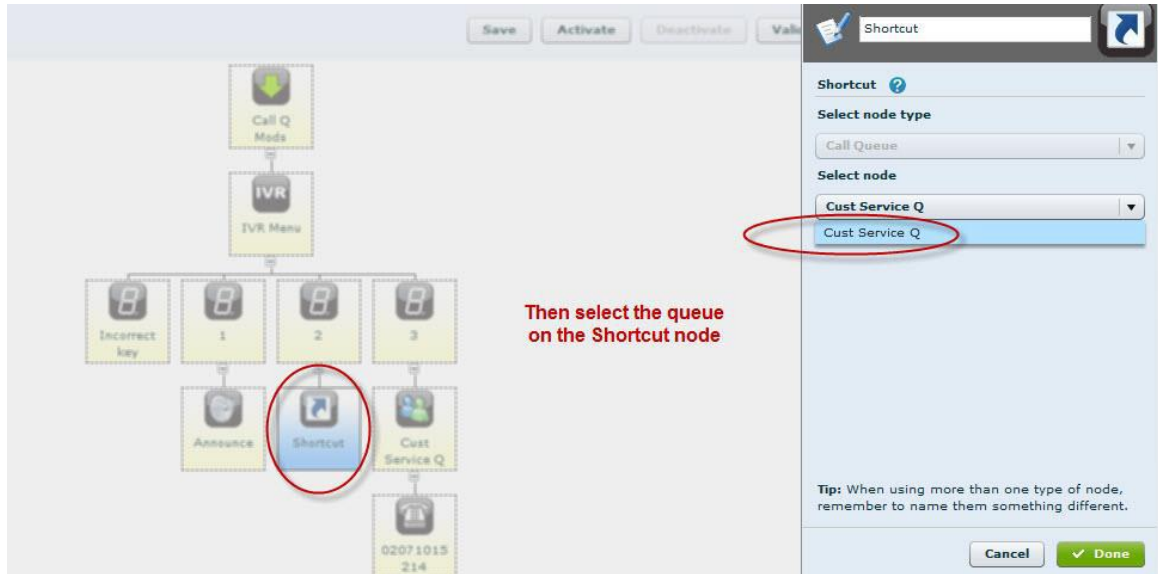 Save Activate Deactivate Valid
Shortcut
Shortcut ?
Select node type
Call Queue
Select node
Cust Service Q
Cust Service Q
Call Q
Mods
IVR
IVR Menu
Incorrect
key
1
2
3
Then select the queue
on the Shortcut node
Announce
Shortcut
Cust
Service Q
02071015
214
Tip: When using more than one type of node,
remember to name them something different.
Cancel Done